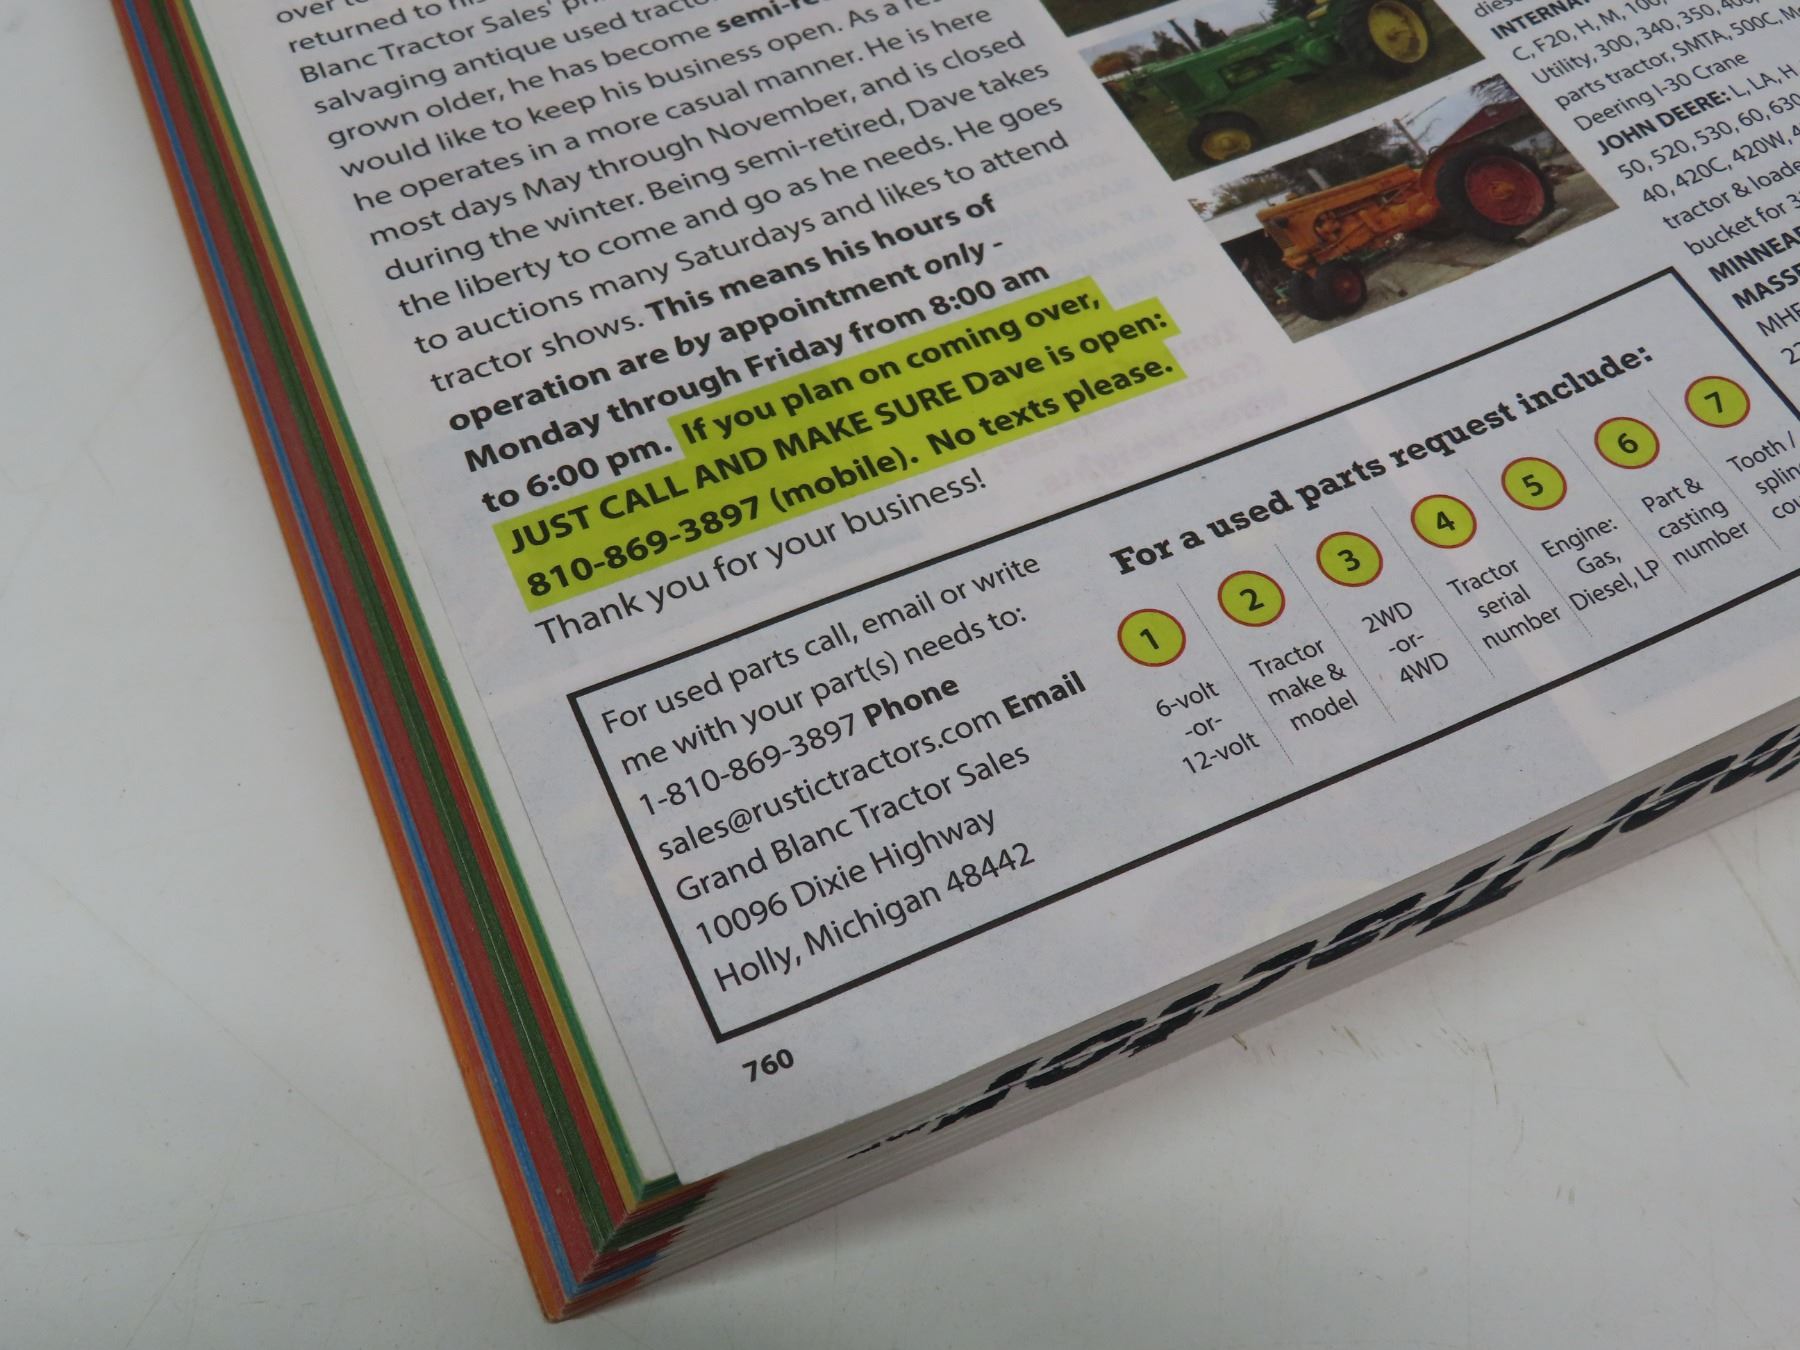 over to
returned to his
Blanc Tractor Sales'
salvaging antique used
grown older, he has become semi-
would like to keep his business open. As a
he operates in a more casual manner. He is here
most days May through November, and is closed
during the winter. Being semi-retired, Dave takes
the liberty to come and go as he needs. He goes
to auctions many Saturdays and likes to attend
tractor shows. This means his hours of
operation are by appointment only -
Monday through Friday from 8:00 am
to 6:00 pm. If you plan on coming over,
JUST CALL AND MAKE SURE Dave is open:
810-869-3897 (mobile). No texts please.
Thank you for your business!
C, F20, H, M, 100,
Utility, 300, 340, 350, 400,
parts tractor, SMTA, 500C,
Deering I-30 Crane
JOHN DEERE: L, LA, H
50, 520, 530, 60, 630
40, 420C, 420W,
tractor &
bucket for
For used parts call, email or write
me with your part(s) needs to:
1-810-869-3897 Phone
sales@rustictractors.com Email
Grand Blanc Tractor Sales
10096 Dixie Highway
Holly, Michigan 48442
For a used parts request include:
1
6-volt
-or-
12-volt
2
Tractor
make &
model
3
2WD
-or-
4WD
4
Tractor
serial
number
5
Engine:
Gas,
Diesel, LP
6
Part &
casting
number
7
Tooth /
760